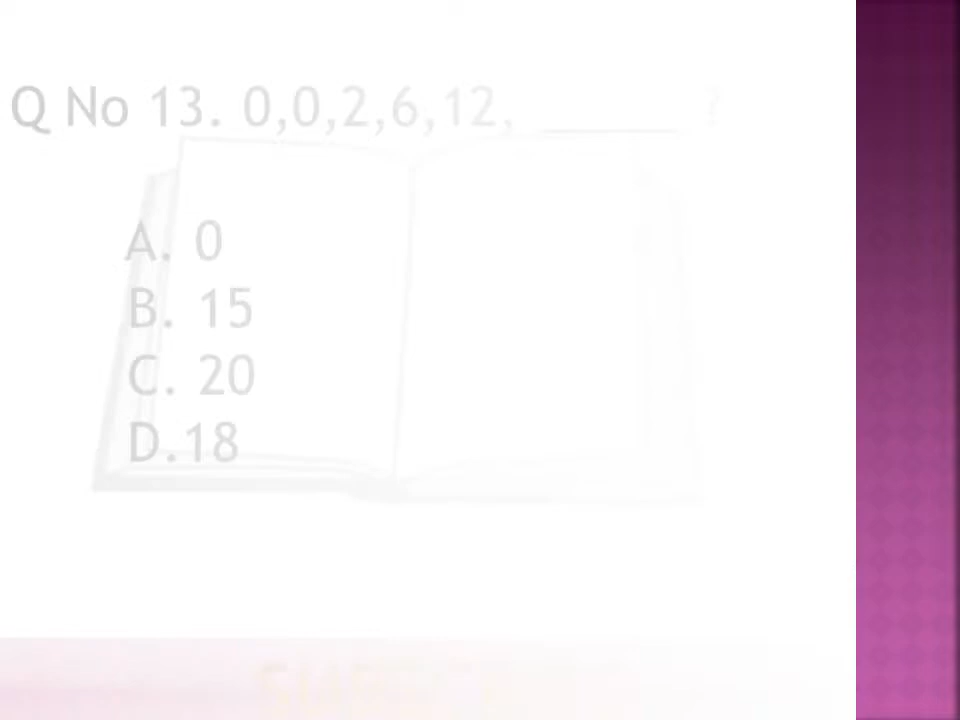 Q No 13. 0,0,2,6,12, ______ ?
A. 0
B. 15
C. 20
D.18